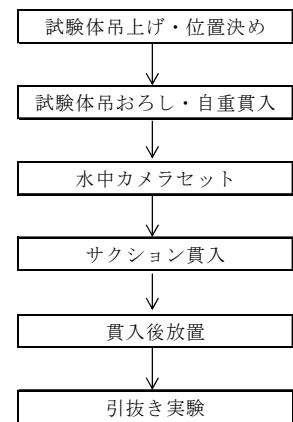 試験体吊上げ・位置決め
試験体吊おろし・自重貫入
水中カメラセット
サクション貫入
貫入後放置
引抜き実験